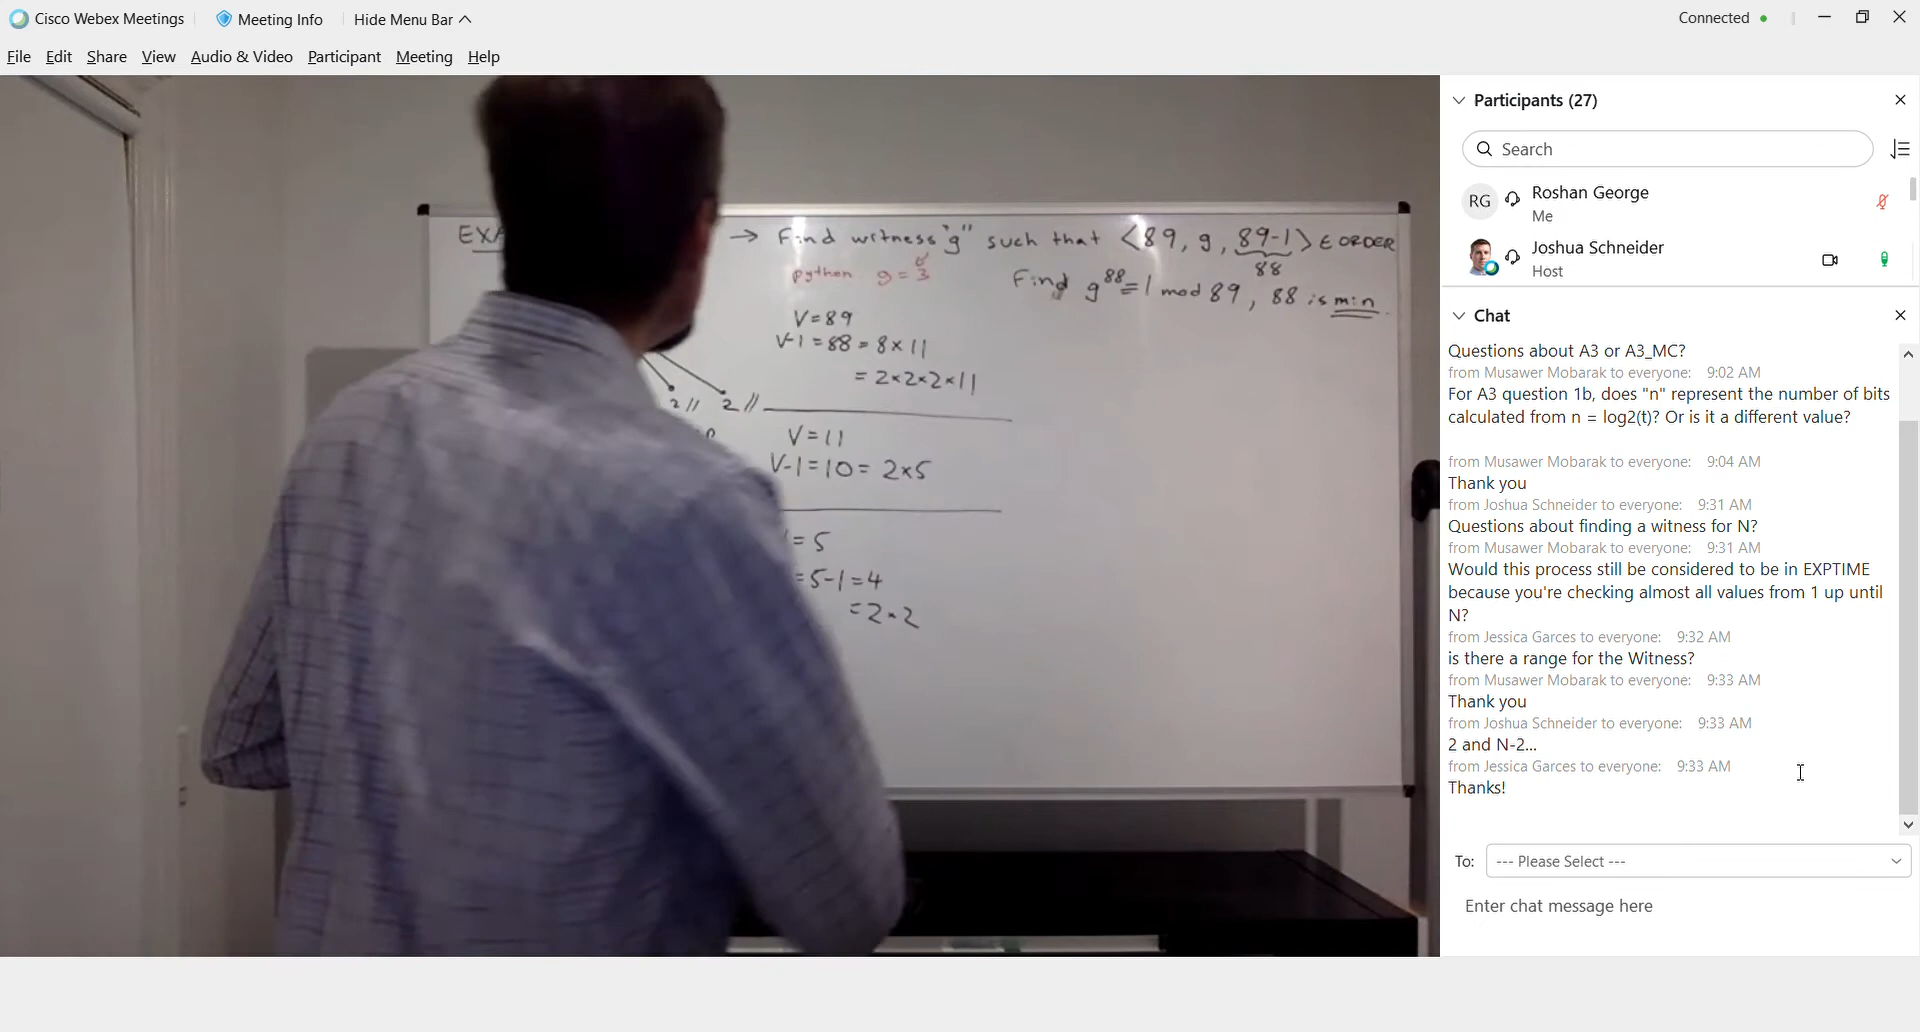 Cisco Webex Meetings
Meeting Info
Hide Menu Bar
Connected
File Edit Share View Audio & Video Participant Meeting Help
→ Find witness "g" such that ⟨89, g, 89-1⟩ ∈ ORDER
88
python g = 3
Find g^88 ≡ 1 mod 89, 88 is min.
V=89
V-1 = 88 = 8×11
= 2×2×2×11
2 // 2 //
V=11
V-1=10= 2×5
= 5
=5-1=4
=2×2
Participants (27)
Search
RG
Roshan George
Me
Joshua Schneider
Host
Chat
Questions about A3 or A3_MC?
from Musawer Mobarak to everyone: 9:02 AM
For A3 question 1b, does "n" represent the number of bits
calculated from n = log2(t)? Or is it a different value?
from Musawer Mobarak to everyone: 9:04 AM
Thank you
from Joshua Schneider to everyone: 9:31 AM
Questions about finding a witness for N?
from Musawer Mobarak to everyone: 9:31 AM
Would this process still be considered to be in EXPTIME
because you're checking almost all values from 1 up until
N?
from Jessica Garces to everyone: 9:32 AM
is there a range for the Witness?
from Musawer Mobarak to everyone: 9:33 AM
Thank you
from Joshua Schneider to everyone: 9:33 AM
2 and N-2...
from Jessica Garces to everyone: 9:33 AM
Thanks!
To: --- Please Select ---
Enter chat message here